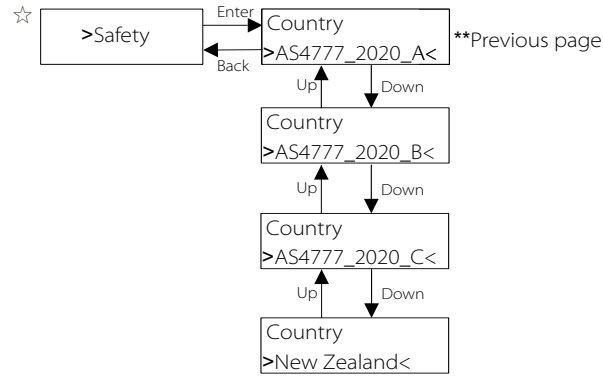 ☆
>Safety
Enter
Back
Country
>AS4777_2020_A<
**Previous page
Up
Down
Country
>AS4777_2020_B<
Up
Down
Country
>AS4777_2020_C<
Up
Down
Country
>New Zealand<